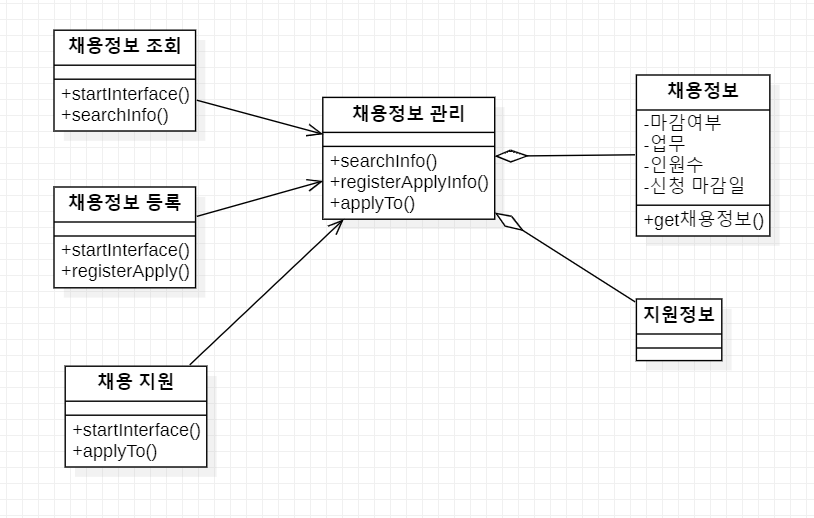 채용정보 조회
+startInterface()
+searchInfo()
채용정보 등록
+startInterface()
+registerApply()
채용 지원
+startInterface()
+applyTo()
채용정보 관리
+searchInfo()
+registerApplyInfo()
+applyTo()
채용정보
-마감여부
-업무
-인원수
-신청 마감일
+get채용정보()
지원정보